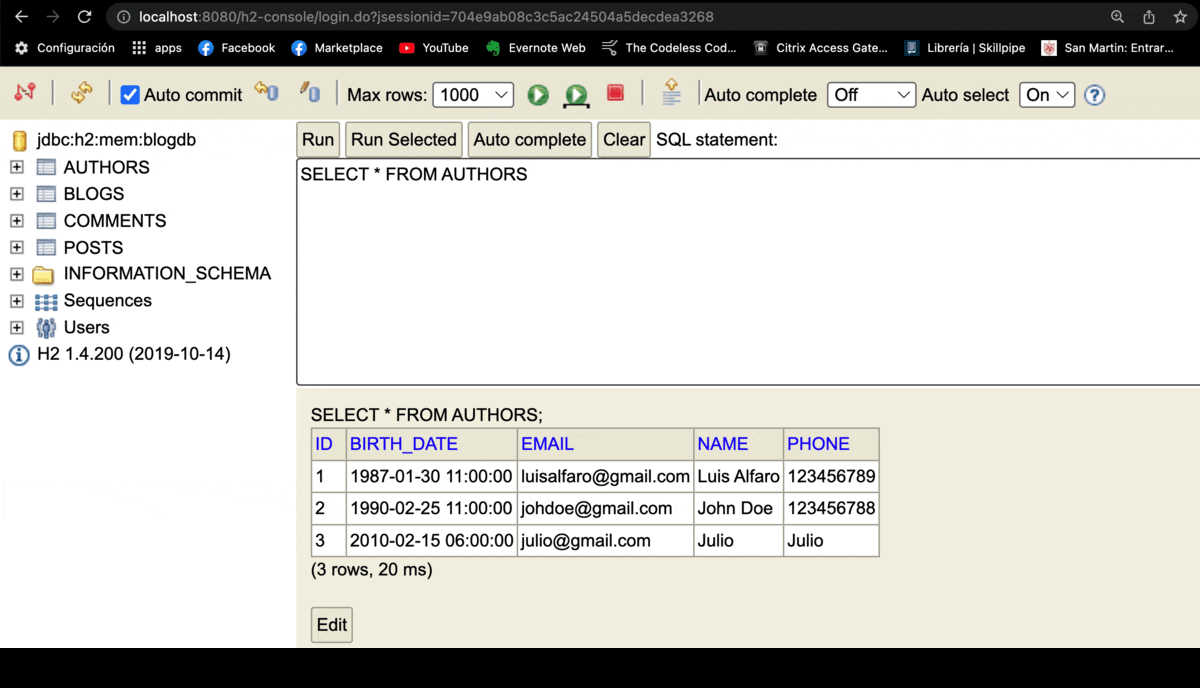 localhost:8080/h2-console/login.do?jsessionid=704e9ab08c3c5ac24504a5decdea3268
Configuración apps Facebook Marketplace YouTube Evernote Web The Codeless Cod... Citrix Access Gate... Librería | Skillpipe San Martin: Entrar...
Auto commit Max rows: 1000 Auto complete Off Auto select On ?
jdbc:h2:mem:blogdb
AUTHORS
BLOGS
COMMENTS
POSTS
INFORMATION_SCHEMA
Sequences
Users
H2 1.4.200 (2019-10-14)
Run Run Selected Auto complete Clear SQL statement:
SELECT * FROM AUTHORS
SELECT * FROM AUTHORS;
ID BIRTH_DATE EMAIL NAME PHONE
1 1987-01-30 11:00:00 luisalfaro@gmail.com Luis Alfaro 123456789
2 1990-02-25 11:00:00 johdoe@gmail.com John Doe 123456788
3 2010-02-15 06:00:00 julio@gmail.com Julio Julio
(3 rows, 20 ms)
Edit